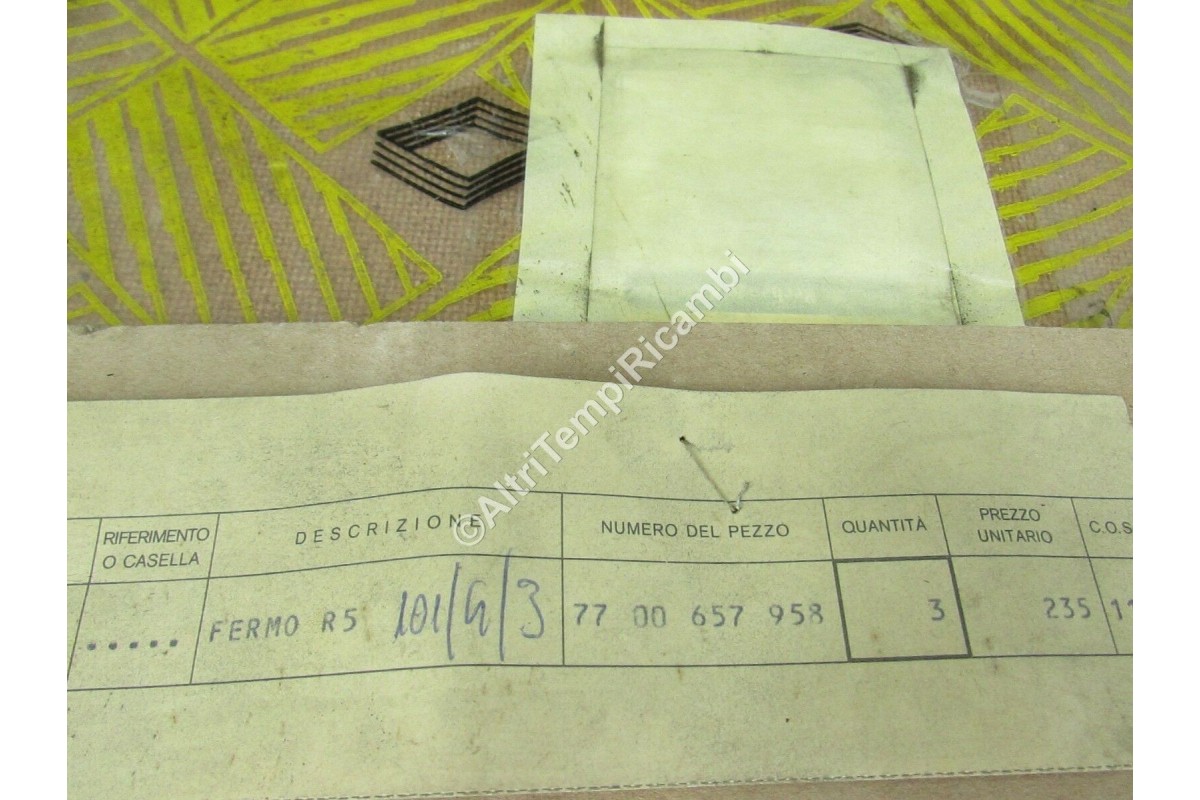 ©AltriTempiRicambi
RIFERIMENTO O CASELLA
DESCRIZIONE
NUMERO DEL PEZZO
QUANTITÀ
PREZZO UNITARIO
C.O.S
..... FERMO R5 101/G/3 77 00 657 958 3 235 11